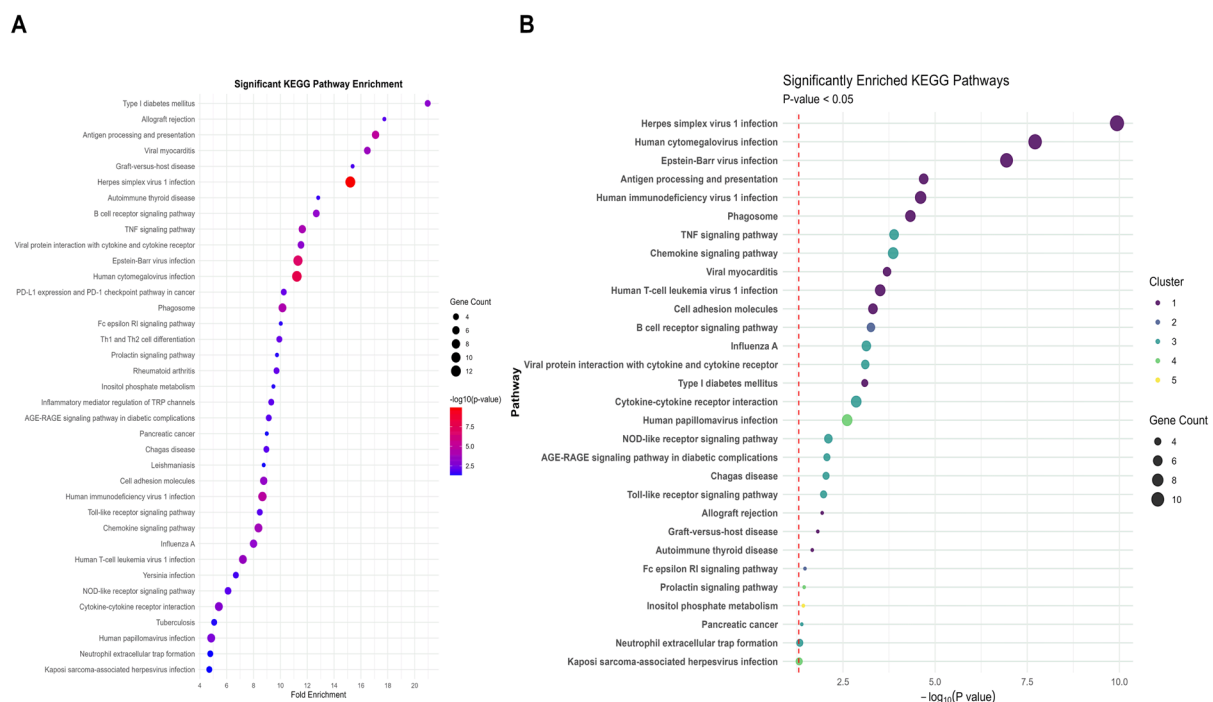 A
Significant KEGG Pathway Enrichment
Type I diabetes mellitus
Allograft rejection
Antigen processing and presentation
Viral myocarditis
Graft-versus-host disease
Herpes simplex virus 1 infection
Autoimmune thyroid disease
B cell receptor signaling pathway
TNF signaling pathway
Viral protein interaction with cytokine and cytokine receptor
Epstein-Barr virus infection
Human cytomegalovirus infection
PD-L1 expression and PD-1 checkpoint pathway in cancer
Phagosome
Fc epsilon RI signaling pathway
Th1 and Th2 cell differentiation
Prolactin signaling pathway
Rheumatoid arthritis
Inositol phosphate metabolism
Inflammatory mediator regulation of TRP channels
AGE-RAGE signaling pathway in diabetic complications
Pancreatic cancer
Chagas disease
Leishmaniasis
Cell adhesion molecules
Human immunodeficiency virus 1 infection
Toll-like receptor signaling pathway
Chemokine signaling pathway
Influenza A
Human T-cell leukemia virus 1 infection
Yersinia infection
NOD-like receptor signaling pathway
Cytokine-cytokine receptor interaction
Tuberculosis
Human papillomavirus infection
Neutrophil extracellular trap formation
Kaposi sarcoma-associated herpesvirus infection
4 6 8 10 12 14 16 18 20
Fold Enrichment
Gene Count
4
6
8
10
12
-log10(p-value)
7.5
5.0
2.5
B
Significantly Enriched KEGG Pathways
P-value < 0.05
Pathway
Herpes simplex virus 1 infection
Human cytomegalovirus infection
Epstein-Barr virus infection
Antigen processing and presentation
Human immunodeficiency virus 1 infection
Phagosome
TNF signaling pathway
Chemokine signaling pathway
Viral myocarditis
Human T-cell leukemia virus 1 infection
Cell adhesion molecules
B cell receptor signaling pathway
Influenza A
Viral protein interaction with cytokine and cytokine receptor
Type I diabetes mellitus
Cytokine-cytokine receptor interaction
Human papillomavirus infection
NOD-like receptor signaling pathway
AGE-RAGE signaling pathway in diabetic complications
Chagas disease
Toll-like receptor signaling pathway
Allograft rejection
Graft-versus-host disease
Autoimmune thyroid disease
Fc epsilon RI signaling pathway
Prolactin signaling pathway
Inositol phosphate metabolism
Pancreatic cancer
Neutrophil extracellular trap formation
Kaposi sarcoma-associated herpesvirus infection
2.5 5.0 7.5 10.0
−log₁₀(P value)
Cluster
1
2
3
4
5
Gene Count
4
6
8
10